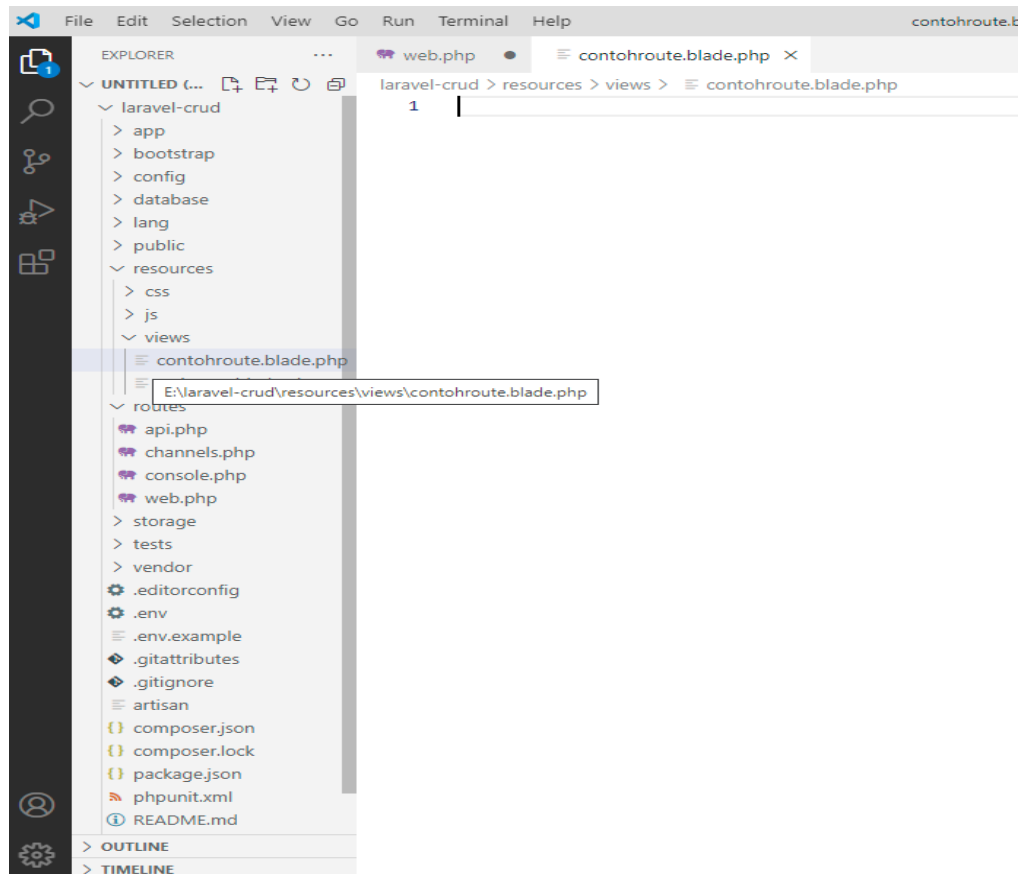 File Edit Selection View Go Run Terminal Help contohroute.b
EXPLORER ...
web.php ● contohroute.blade.php ×
1
UNTITLED (...
laravel-crud > resources > views > contohroute.blade.php
1
laravel-crud
> app
> bootstrap
> config
> database
> lang
> public
resources
> css
> js
views
contohroute.blade.php
E:\laravel-crud\resources\views\contohroute.blade.php
routes
api.php
channels.php
console.php
web.php
> storage
> tests
> vendor
.editorconfig
.env
.env.example
.gitattributes
.gitignore
artisan
{} composer.json
{} composer.lock
{} package.json
phpunit.xml
README.md
> OUTLINE
> TIMELINE